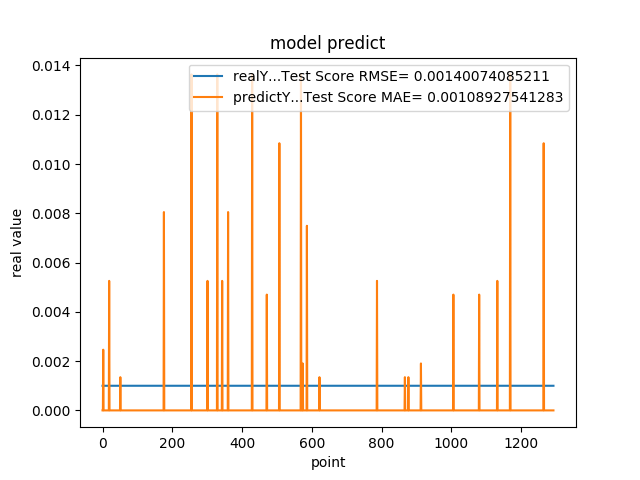 model predict
realY...Test Score RMSE= 0.00140074085211
predictY...Test Score MAE= 0.00108927541283
real value
0.014
0.012
0.010
0.008
0.006
0.004
0.002
0.000
0 200 400 600 800 1000 1200
point